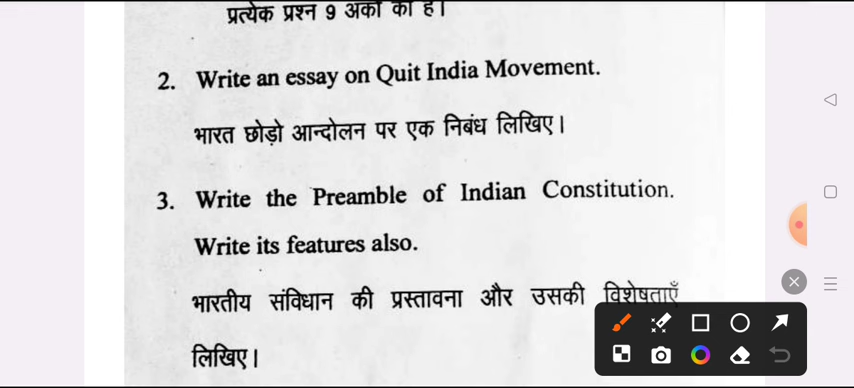 प्रत्येक प्रश्न 9 अंकों का है।
2. Write an essay on Quit India Movement.
भारत छोड़ो आन्दोलन पर एक निबंध लिखिए।
3. Write the Preamble of Indian Constitution.
Write its features also.
भारतीय संविधान की प्रस्तावना और उसकी विशेषताएँ
लिखिए।